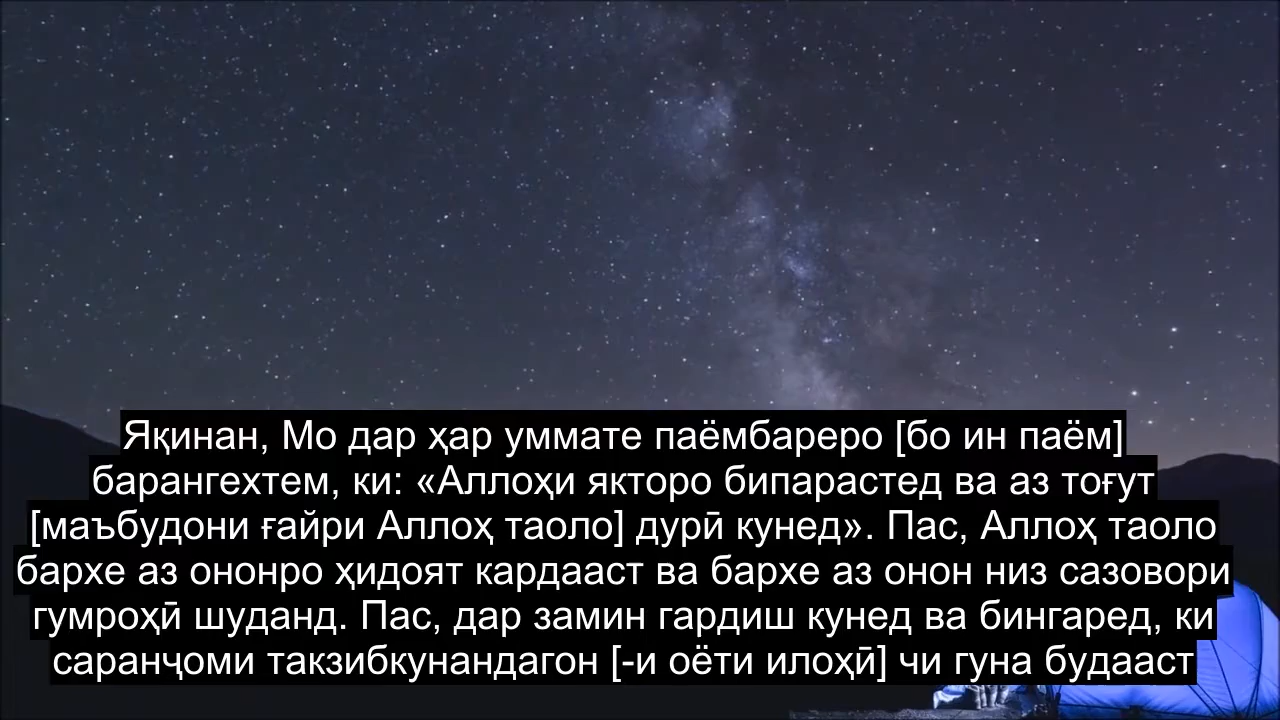 Яқинан, Мо дар ҳар уммате паёмбареро [бо ин паём]
барангехтем, ки: «Аллоҳи якторо бипарастед ва аз тоғут
[маъбудони ғайри Аллоҳ таоло] дурӣ кунед». Пас, Аллоҳ таоло
бархе аз ононро ҳидоят кардааст ва бархе аз онон низ сазовори
гумроҳӣ шуданд. Пас, дар замин гардиш кунед ва бингаред, ки
саранҷоми такзибкунандагон [-и оёти илоҳӣ] чи гуна будааст